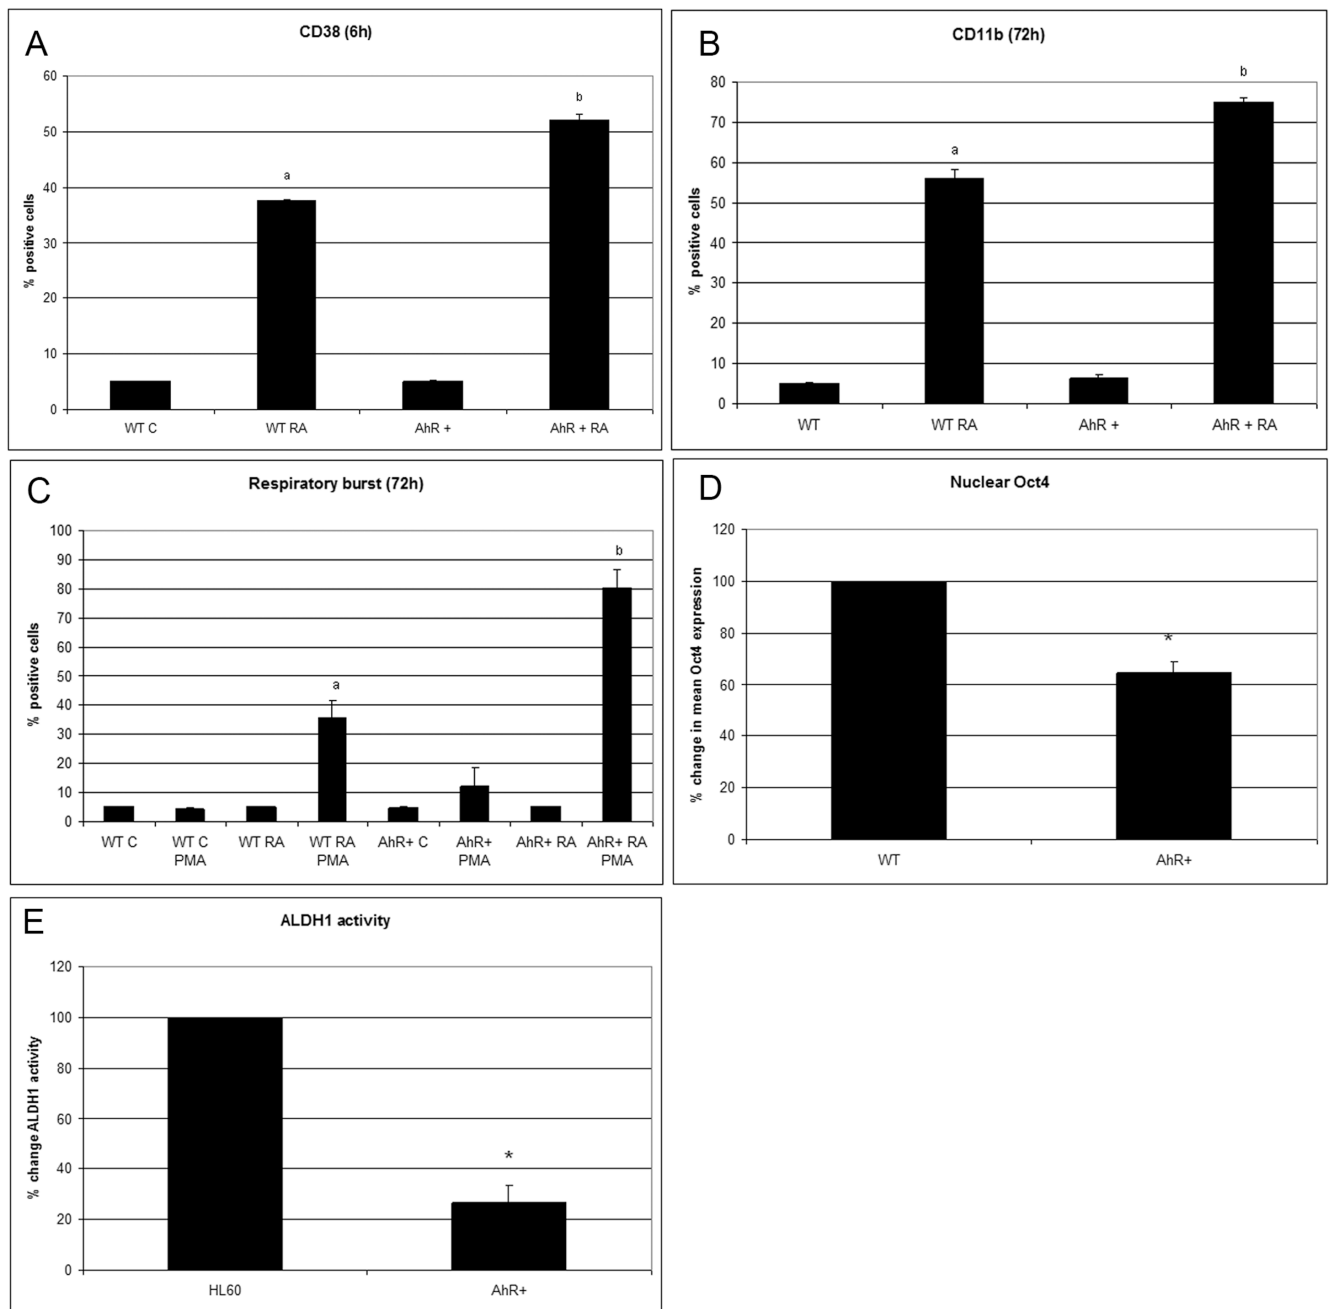 A
CD38 (6h)
% positive cells
60
50
40
30
20
10
0
a
b
WT C
WT RA
AhR +
AhR + RA
B
CD11b (72h)
% positive cells
80
70
60
50
40
30
20
10
0
a
b
WT
WT RA
AhR +
AhR + RA
C
Respiratory burst (72h)
% positive cells
100
90
80
70
60
50
40
30
20
10
0
a
b
WT C
WT C
PMA
WT RA
WT RA
PMA
AhR+ C
AhR+
PMA
AhR+ RA
AhR+ RA
PMA
D
Nuclear Oct4
% change in mean Oct4 expression
120
100
80
60
40
20
0
*
WT
AhR+
E
ALDH1 activity
% change ALDH1 activity
120
100
80
60
40
20
0
*
HL60
AhR+